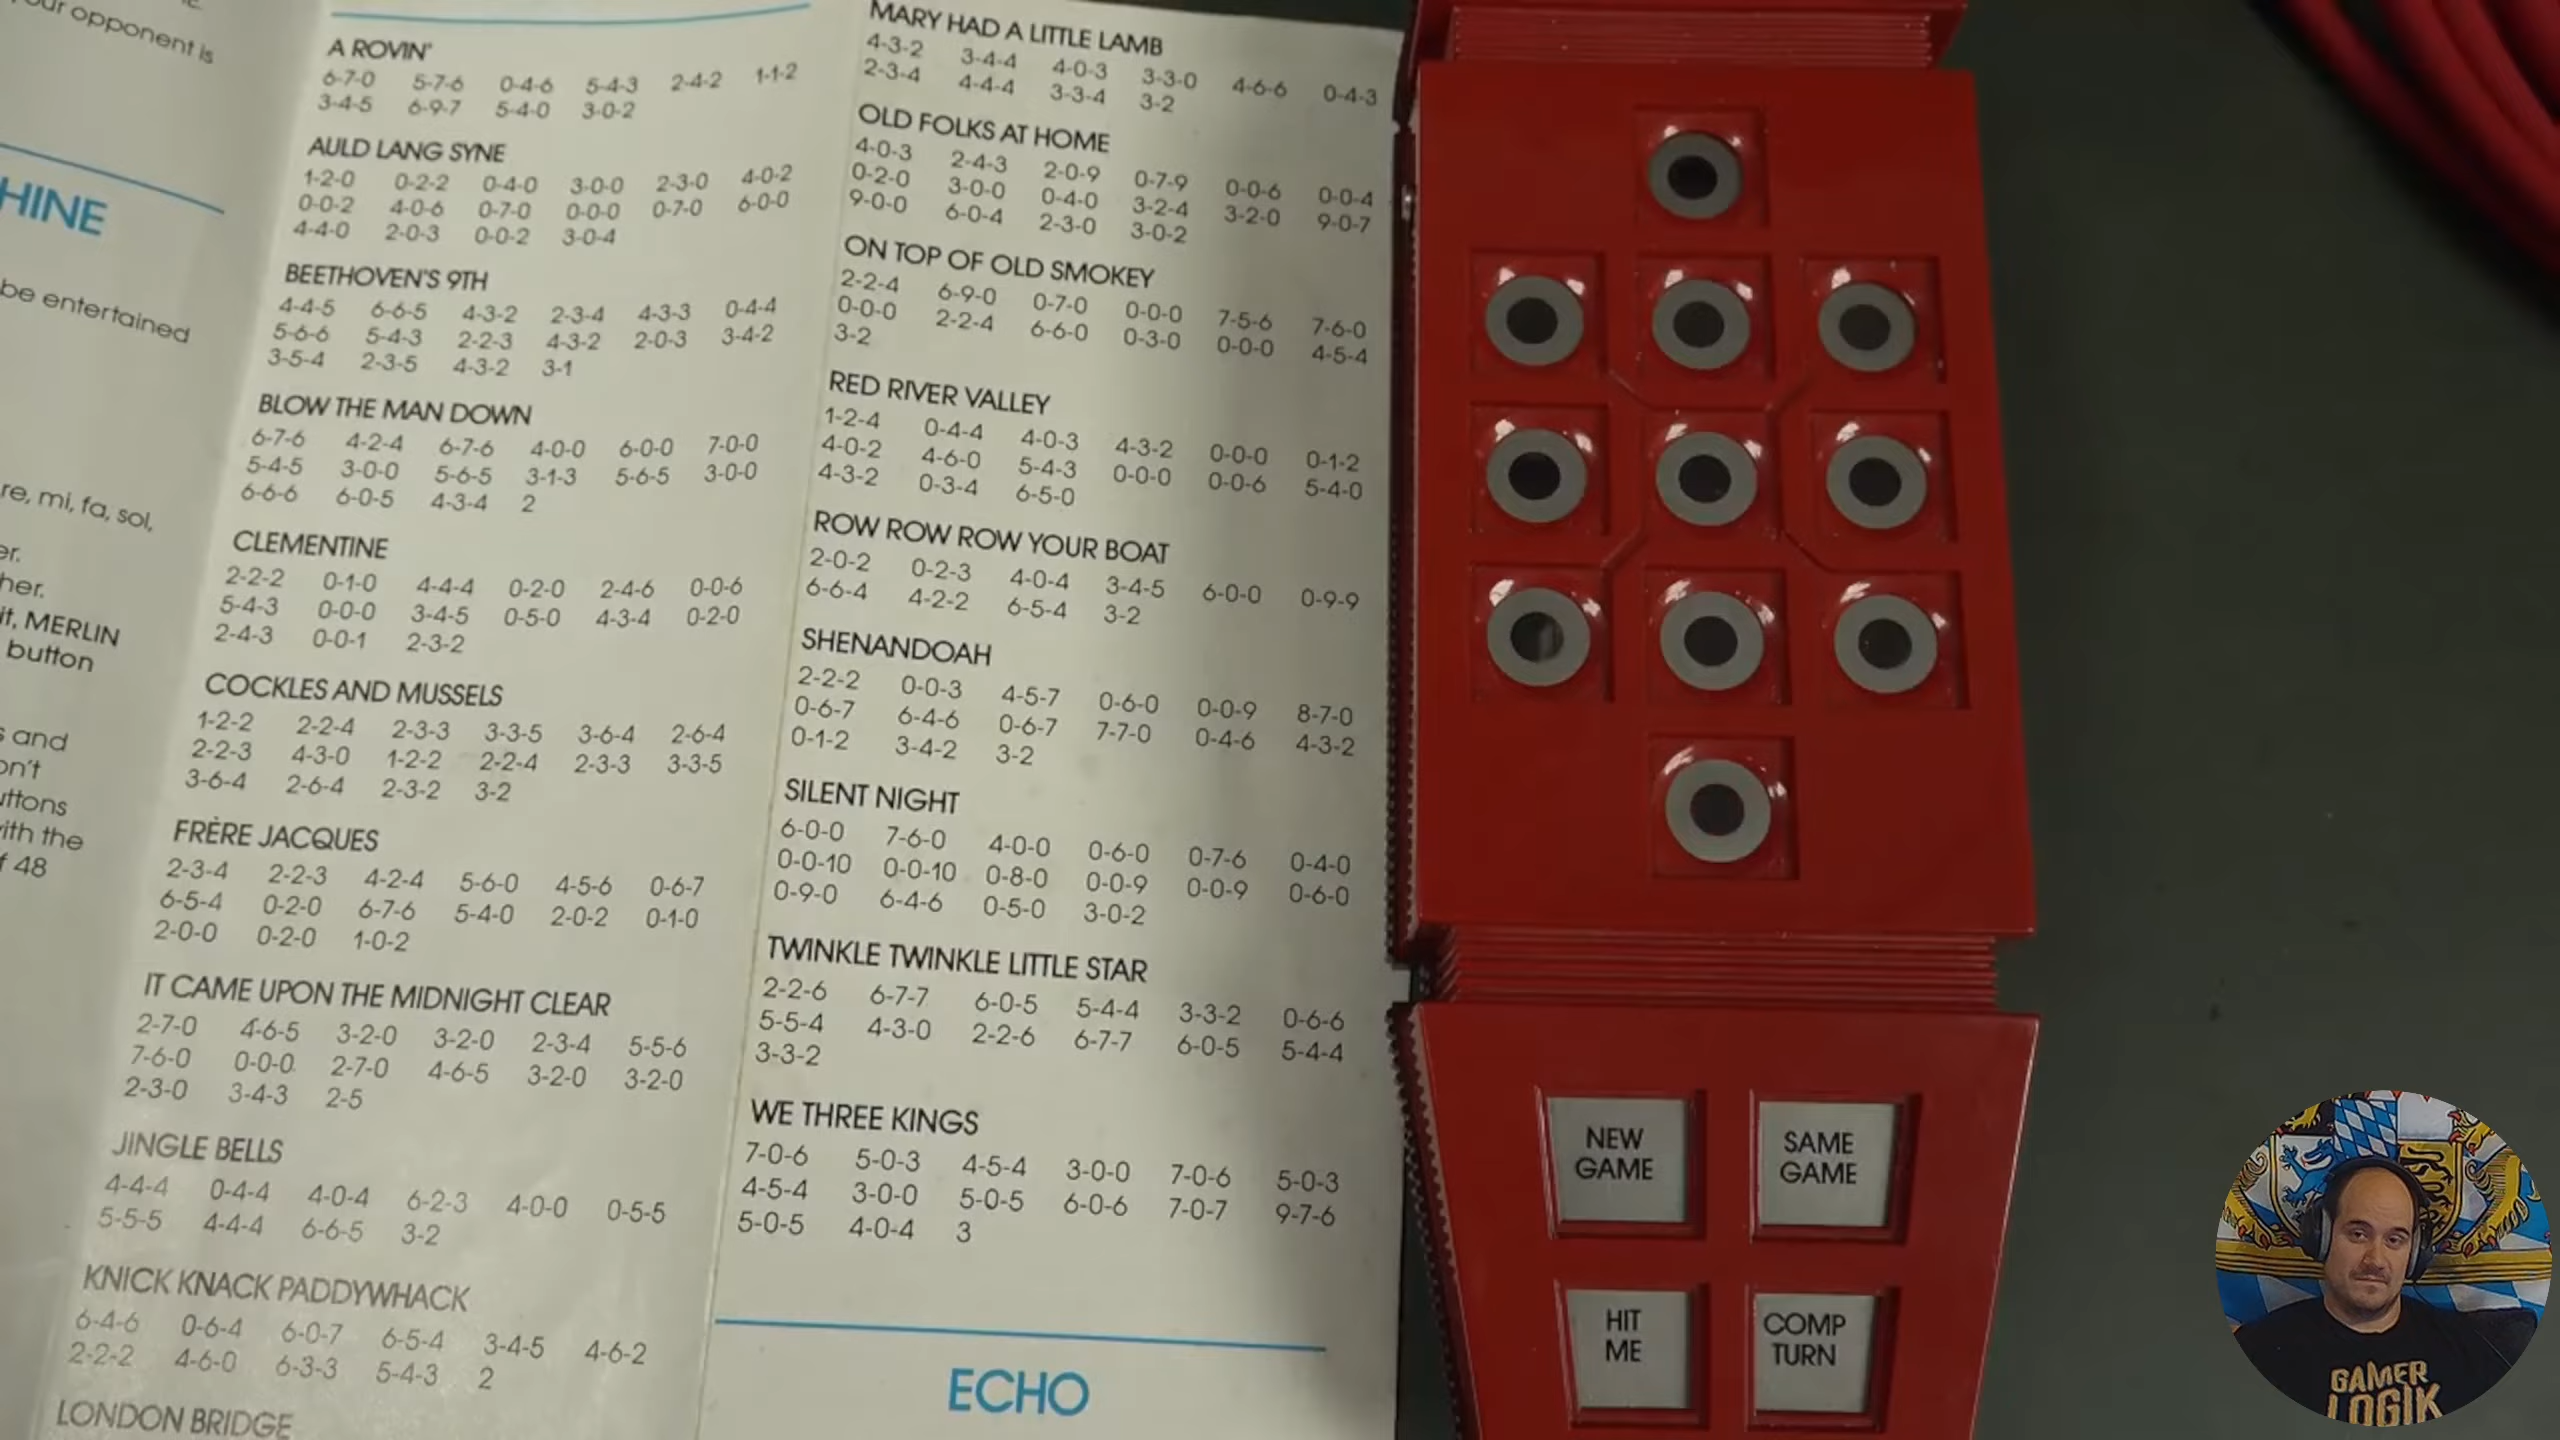 our opponent is
HINE
be entertained
re, mi, fa, sol,
er.
her.
it, MERLIN
button
s and
on't
uttons
with the
f 48
A ROVIN'
6-7-0 5-7-6 0-4-6 5-4-3 2-4-2 1-1-2
3-4-5 6-9-7 5-4-0 3-0-2
AULD LANG SYNE
1-2-0 0-2-2 0-4-0 3-0-0 2-3-0 4-0-2
0-0-2 4-0-6 0-7-0 0-0-0 0-7-0 6-0-0
4-4-0 2-0-3 0-0-2 3-0-4
BEETHOVEN'S 9TH
4-4-5 6-6-5 4-3-2 2-3-4 4-3-3 0-4-4
5-6-6 5-4-3 2-2-3 4-3-2 2-0-3 3-4-2
3-5-4 2-3-5 4-3-2 3-1
BLOW THE MAN DOWN
6-7-6 4-2-4 6-7-6 4-0-0 6-0-0 7-0-0
5-4-5 3-0-0 5-6-5 3-1-3 5-6-5 3-0-0
6-6-6 6-0-5 4-3-4 2
CLEMENTINE
2-2-2 0-1-0 4-4-4 0-2-0 2-4-6 0-0-6
5-4-3 0-0-0 3-4-5 0-5-0 4-3-4 0-2-0
2-4-3 0-0-1 2-3-2
COCKLES AND MUSSELS
1-2-2 2-2-4 2-3-3 3-3-5 3-6-4 2-6-4
2-2-3 4-3-0 1-2-2 2-2-4 2-3-3 3-3-5
3-6-4 2-6-4 2-3-2 3-2
FRÈRE JACQUES
2-3-4 2-2-3 4-2-4 5-6-0 4-5-6 0-6-7
6-5-4 0-2-0 6-7-6 5-4-0 2-0-2 0-1-0
2-0-0 0-2-0 1-0-2
IT CAME UPON THE MIDNIGHT CLEAR
2-7-0 4-6-5 3-2-0 3-2-0 2-3-4 5-5-6
7-6-0 0-0-0 2-7-0 4-6-5 3-2-0 3-2-0
2-3-0 3-4-3 2-5
JINGLE BELLS
4-4-4 0-4-4 4-0-4 6-2-3 4-0-0 0-5-5
5-5-5 4-4-4 6-6-5 3-2
KNICK KNACK PADDYWHACK
6-4-6 0-6-4 6-0-7 6-5-4 3-4-5 4-6-2
2-2-2 4-6-0 6-3-3 5-4-3 2
LONDON BRIDGE
MARY HAD A LITTLE LAMB
4-3-2 3-4-4 4-0-3 3-3-0 4-6-6 0-4-3
2-3-4 4-4-4 3-3-4 3-2
OLD FOLKS AT HOME
4-0-3 2-4-3 2-0-9 0-7-9 0-0-6 0-0-4
0-2-0 3-0-0 0-4-0 3-2-4 3-2-0 9-0-7
9-0-0 6-0-4 2-3-0 3-0-2
ON TOP OF OLD SMOKEY
2-2-4 6-9-0 0-7-0 0-0-0 7-5-6 7-6-0
0-0-0 2-2-4 6-6-0 0-3-0 0-0-0 4-5-4
3-2
RED RIVER VALLEY
1-2-4 0-4-4 4-0-3 4-3-2 0-0-0 0-1-2
4-0-2 4-6-0 5-4-3 0-0-0 0-0-6 5-4-0
4-3-2 0-3-4 6-5-0
ROW ROW ROW YOUR BOAT
2-0-2 0-2-3 4-0-4 3-4-5 6-0-0 0-9-9
6-6-4 4-2-2 6-5-4 3-2
SHENANDOAH
2-2-2 0-0-3 4-5-7 0-6-0 0-0-9 8-7-0
0-6-7 6-4-6 0-6-7 7-7-0 0-4-6 4-3-2
0-1-2 3-4-2 3-2
SILENT NIGHT
6-0-0 7-6-0 4-0-0 0-6-0 0-7-6 0-4-0
0-0-10 0-0-10 0-8-0 0-0-9 0-0-9 0-6-0
0-9-0 6-4-6 0-5-0 3-0-2
TWINKLE TWINKLE LITTLE STAR
2-2-6 6-7-7 6-0-5 5-4-4 3-3-2 0-6-6
5-5-4 4-3-0 2-2-6 6-7-7 6-0-5 5-4-4
3-3-2
WE THREE KINGS
7-0-6 5-0-3 4-5-4 3-0-0 7-0-6 5-0-3
4-5-4 3-0-0 5-0-5 6-0-6 7-0-7 9-7-6
5-0-5 4-0-4 3
ECHO
NEW
GAME
SAME
GAME
HIT
ME
COMP
TURN
GAMER
LOGIK